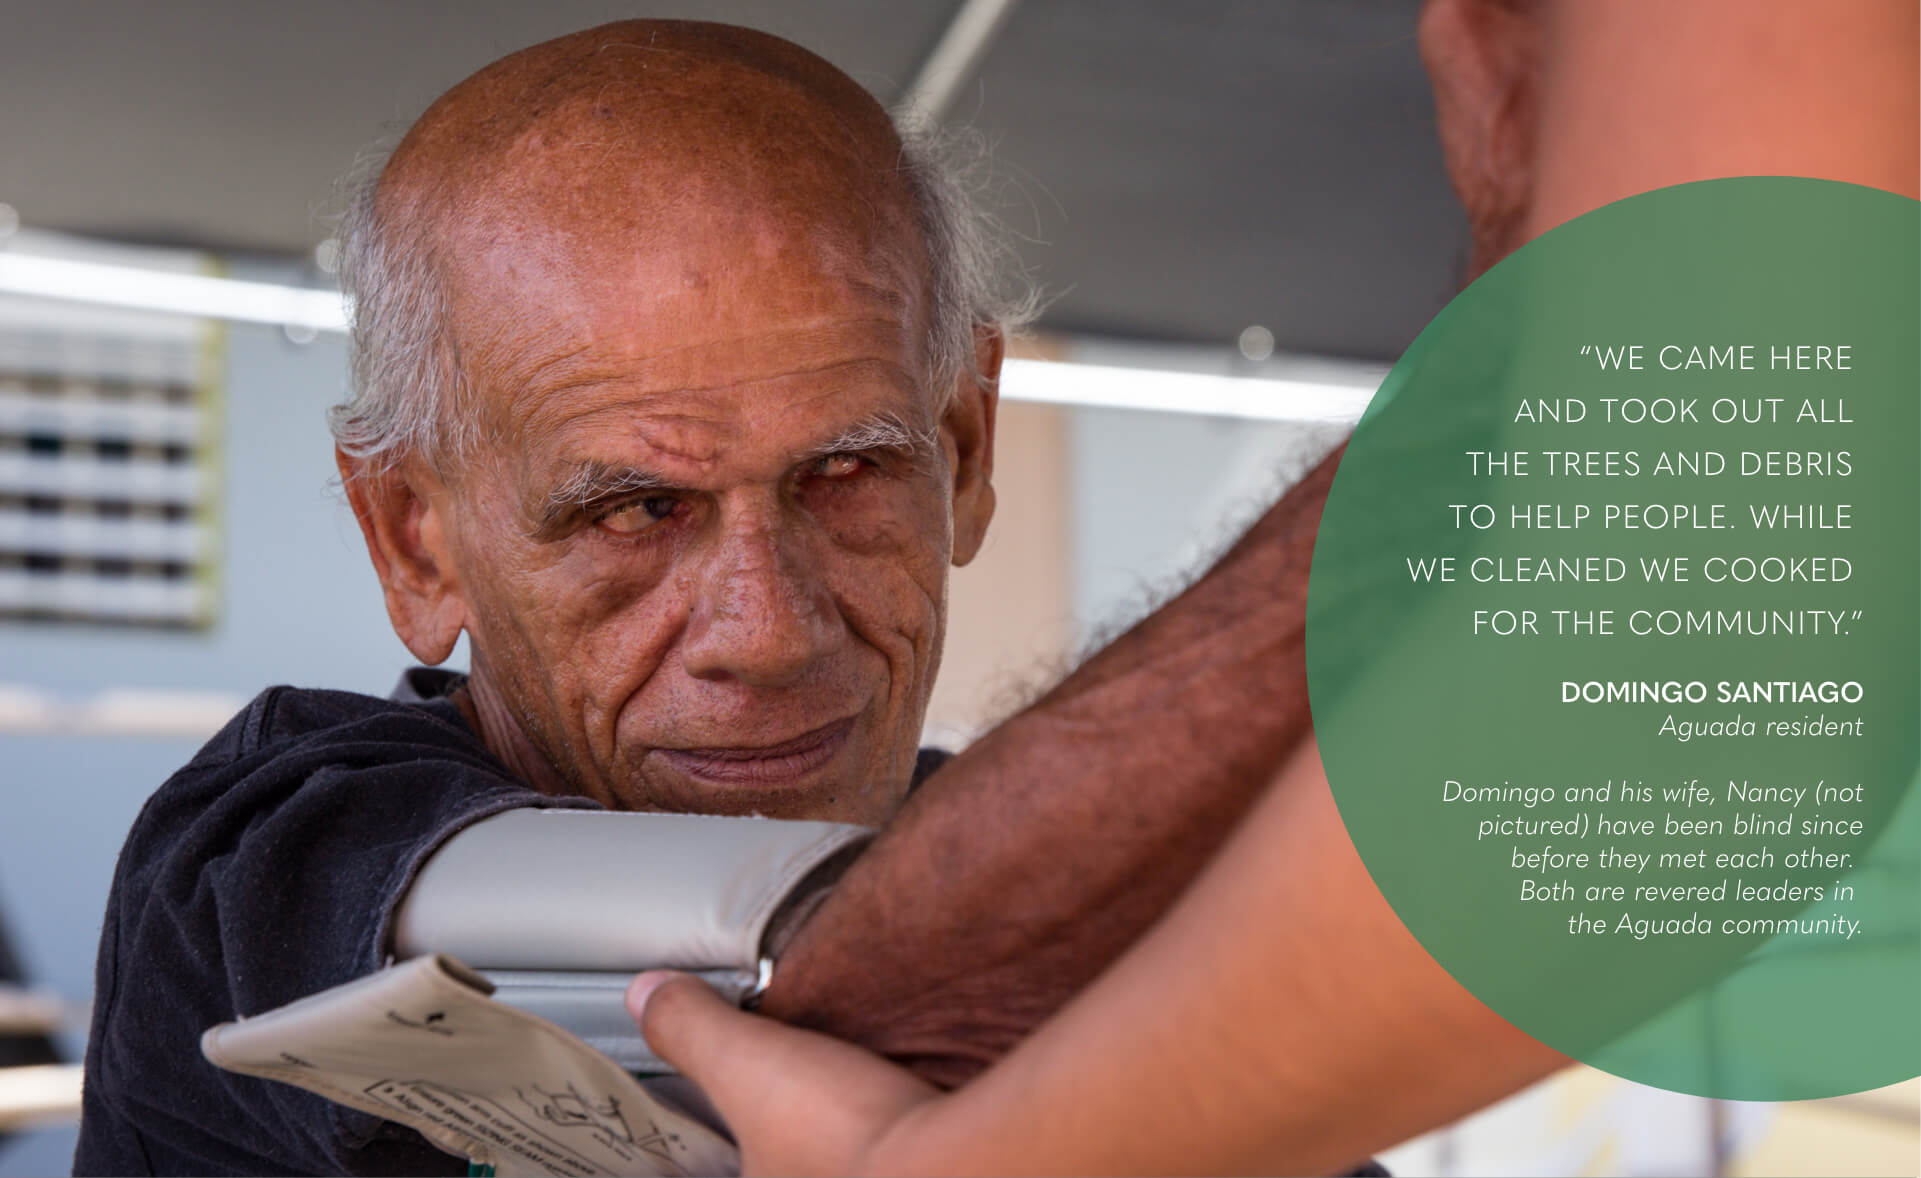 “WE CAME HERE
AND TOOK OUT ALL
THE TREES AND DEBRIS
TO HELP PEOPLE. WHILE
WE CLEANED WE COOKED
FOR THE COMMUNITY.”
DOMINGO SANTIAGO
Aguada resident
Domingo and his wife, Nancy (not
pictured) have been blind since
before they met each other.
Both are revered leaders in
the Aguada community.